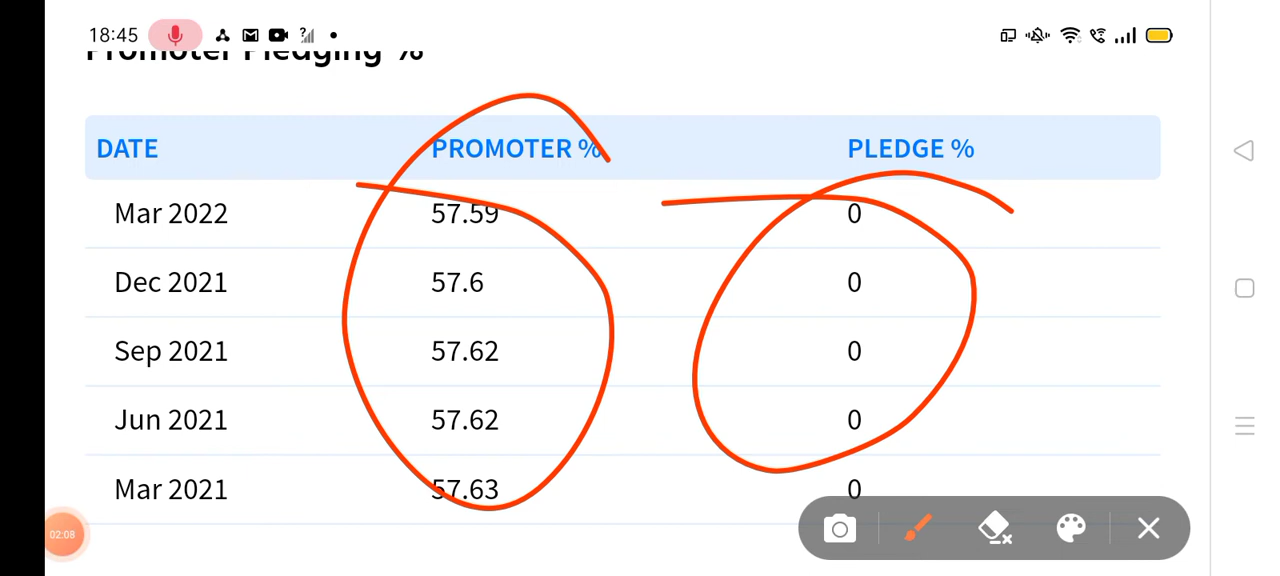 18:45
Promoter Pledging %
DATE PROMOTER % PLEDGE %
Mar 2022 57.59 0
Dec 2021 57.6 0
Sep 2021 57.62 0
Jun 2021 57.62 0
Mar 2021 57.63 0
02:08